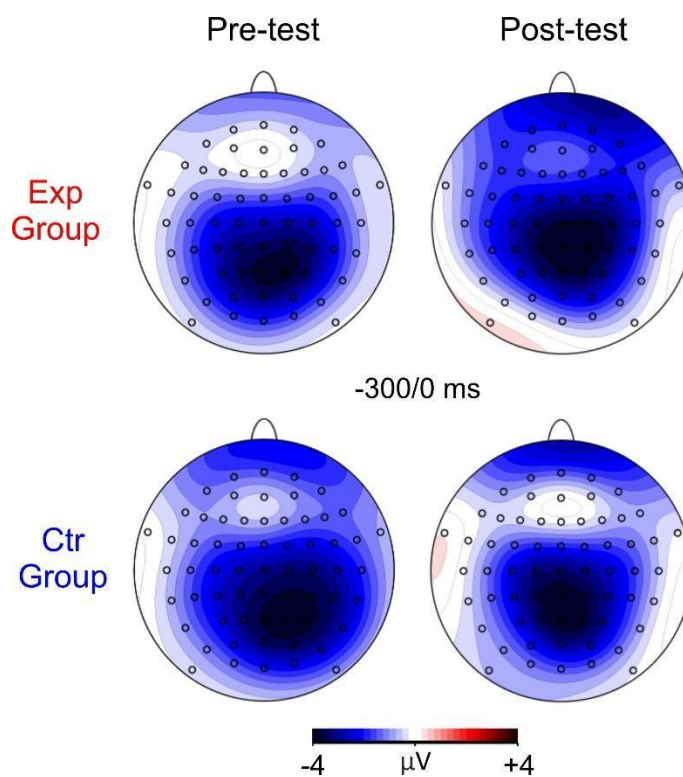 Pre-test Post-test
Exp
Group
-300/0 ms
Ctr
Group
-4 μV +4